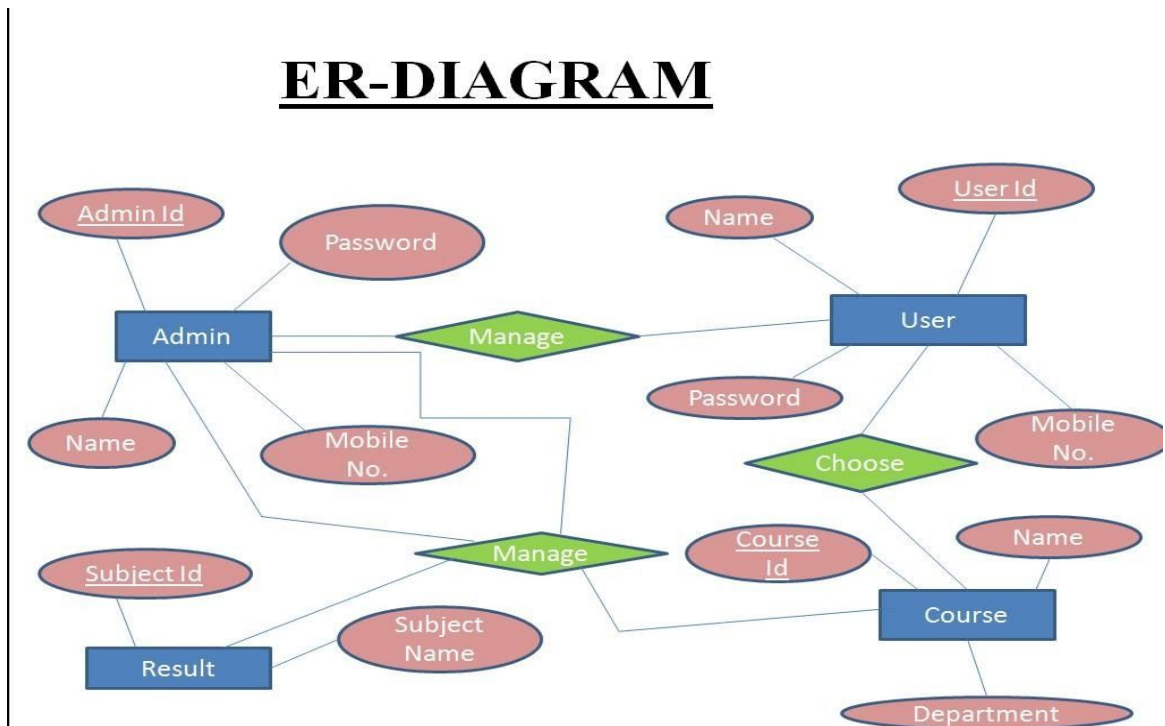 ER-DIAGRAM
Admin Id
Password
Name
User Id
Admin
Manage
User
Password
Name
Mobile
No.
Mobile
No.
Choose
Manage
Course
Id
Name
Subject Id
Subject
Name
Course
Result
Department